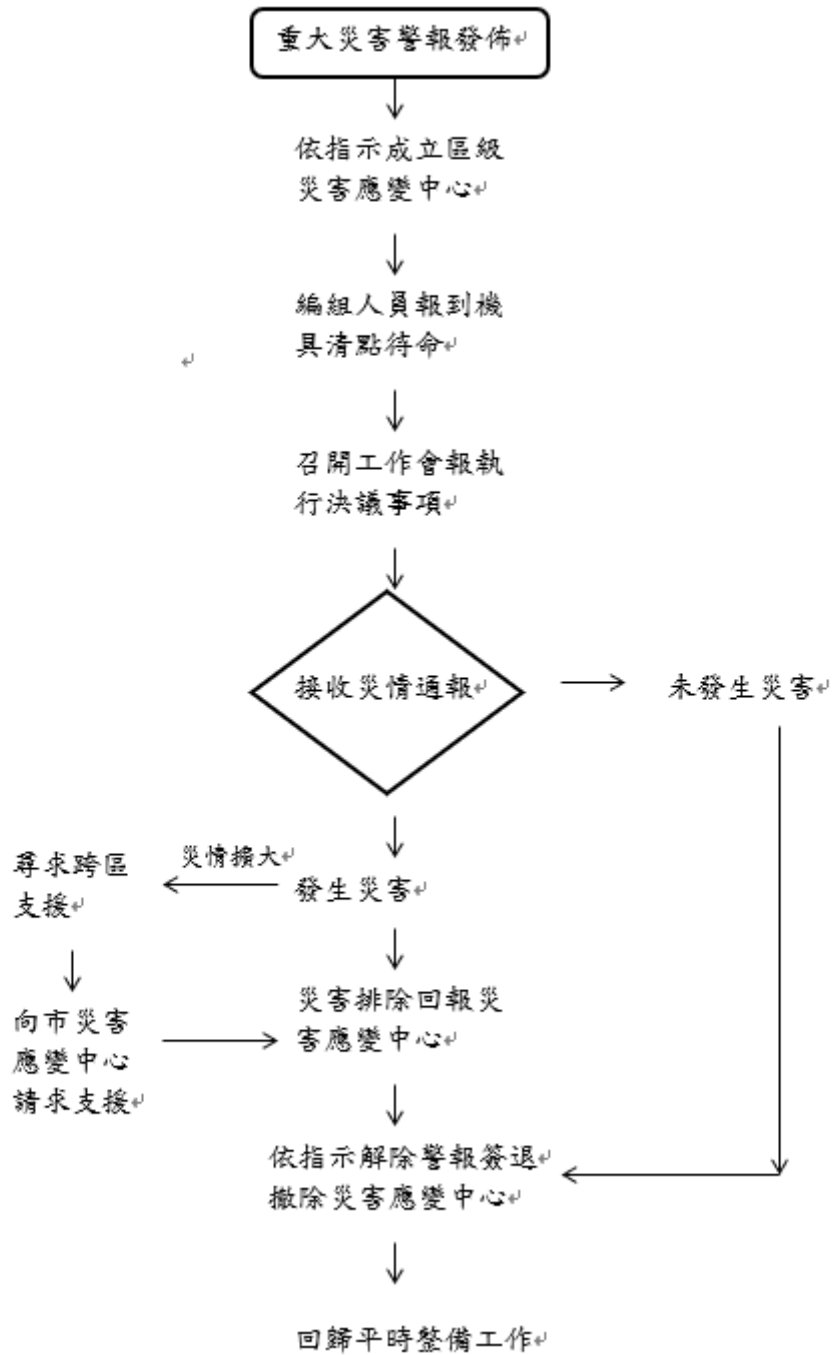 重大災害警報發佈
依指示成立區級
災害應變中心
編組人員報到機
具清點待命
召開工作會報執
行決議事項
接收災情通報
未發生災害
災情擴大
尋求跨區
支援
發生災害
向市災害
應變中心
請求支援
災害排除回報災
害應變中心
依指示解除警報簽退
撤除災害應變中心
回歸平時整備工作